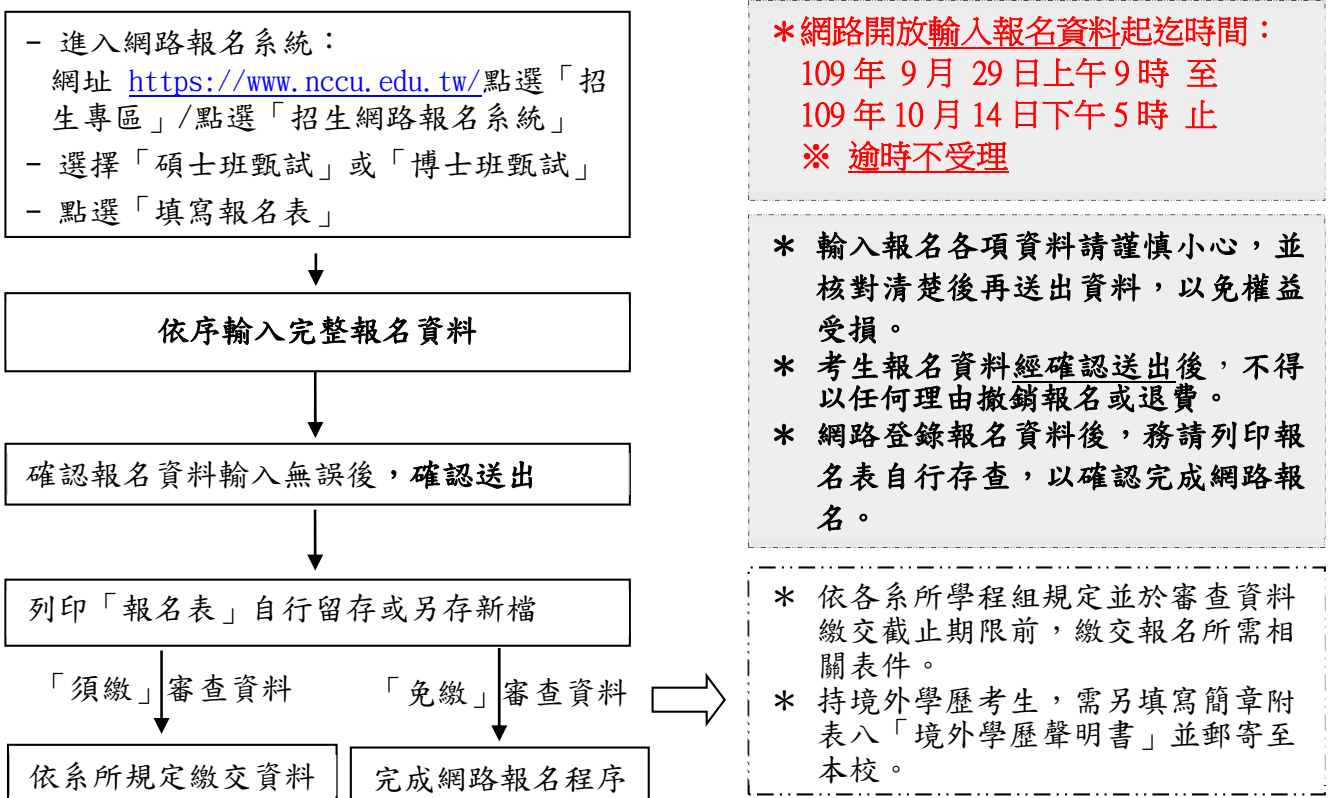 - 進入網路報名系統：
網址 https://www.nccu.edu.tw/點選「招
生專區」/點選「招生網路報名系統」
- 選擇「碩士班甄試」或「博士班甄試」
- 點選「填寫報名表」
依序輸入完整報名資料
確認報名資料輸入無誤後，確認送出
列印「報名表」自行留存或另存新檔
「須繳」審查資料
「免繳」審查資料
依系所規定繳交資料
完成網路報名程序
＊網路開放輸入報名資料起迄時間：
109 年 9 月 29 日上午 9 時 至
109 年 10 月 14 日下午 5 時 止
※ 逾時不受理
＊ 輸入報名各項資料請謹慎小心，並
核對清楚後再送出資料，以免權益
受損。
＊ 考生報名資料經確認送出後，不得
以任何理由撤銷報名或退費。
＊ 網路登錄報名資料後，務請列印報
名表自行存查，以確認完成網路報
名。
＊ 依各系所學程組規定並於審查資料
繳交截止期限前，繳交報名所需相
關表件。
＊ 持境外學歷考生，需另填寫簡章附
表八「境外學歷聲明書」並郵寄至
本校。